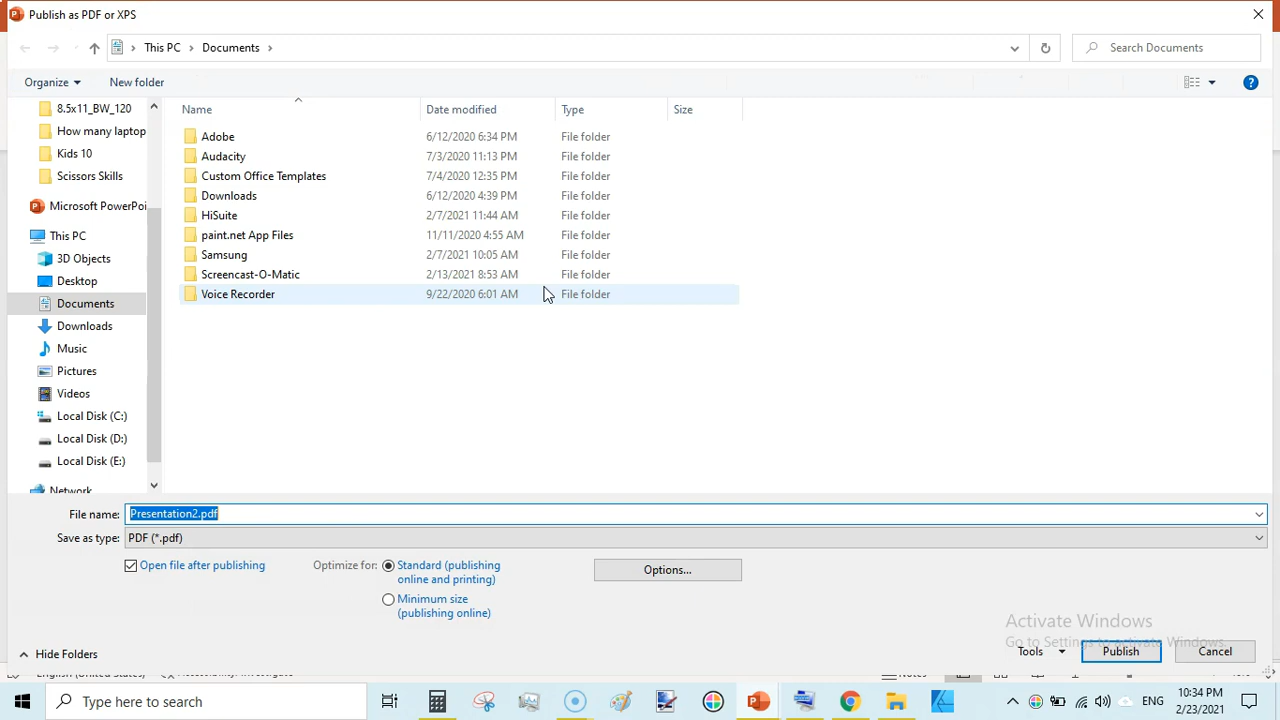 Publish as PDF or XPS
This PC > Documents >
Search Documents
Organize
New folder
Name
Date modified
Type
Size
8.5x11_BW_120
How many laptop
Kids 10
Scissors Skills
Microsoft PowerPoi
This PC
3D Objects
Desktop
Documents
Downloads
Music
Pictures
Videos
Local Disk (C:)
Local Disk (D:)
Local Disk (E:)
Network
Adobe 6/12/2020 6:34 PM File folder
Audacity 7/3/2020 11:13 PM File folder
Custom Office Templates 7/4/2020 12:35 PM File folder
Downloads 6/12/2020 4:39 PM File folder
HiSuite 2/7/2021 11:44 AM File folder
paint.net App Files 11/11/2020 4:55 AM File folder
Samsung 2/7/2021 10:05 AM File folder
Screencast-O-Matic 2/13/2021 8:53 AM File folder
Voice Recorder 9/22/2020 6:01 AM File folder
File name: Presentation2.pdf
Save as type: PDF (*.pdf)
Open file after publishing
Optimize for:
Standard (publishing
online and printing)
Minimum size
(publishing online)
Options...
Activate Windows
Go to Settings to activate Windows.
Hide Folders
Tools
Publish
Cancel
Type here to search
ENG
10:34 PM
2/23/2021